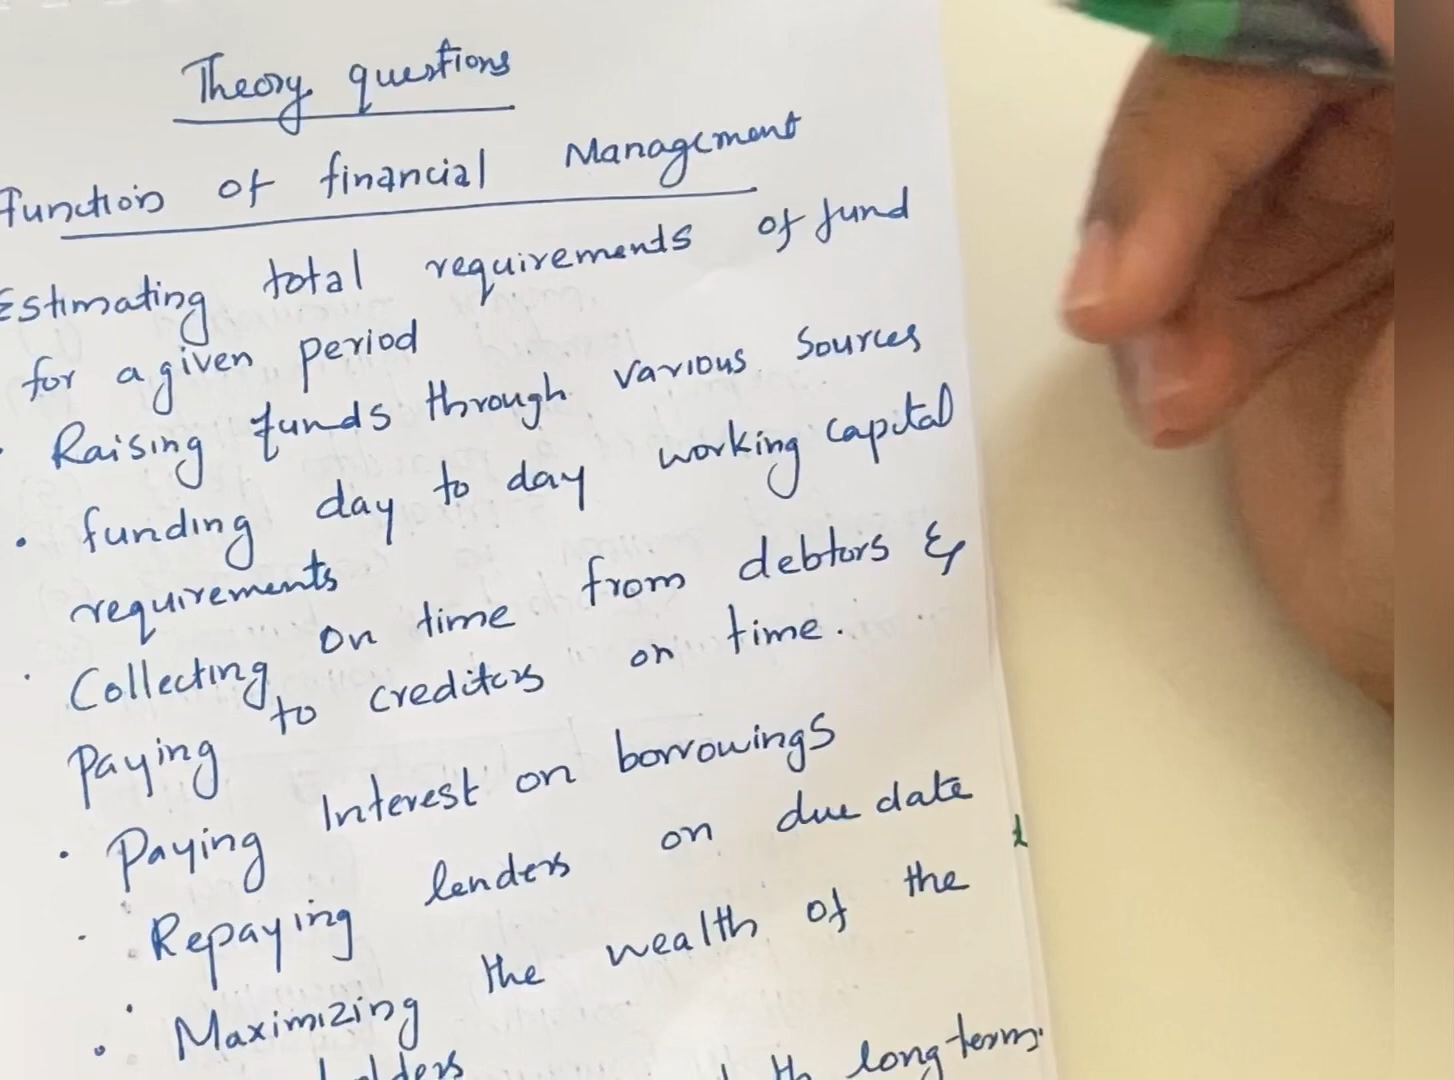 Theory questions
Function of financial Management
Estimating total requirements of fund
for a given period
Raising funds through various Sources
• funding day to day working capital
requirements
• Collecting on time from debtors &
Paying to creditors on time.
• Paying Interest on borrowings
• Repaying lenders on due date
• Maximizing the wealth of the
long term.